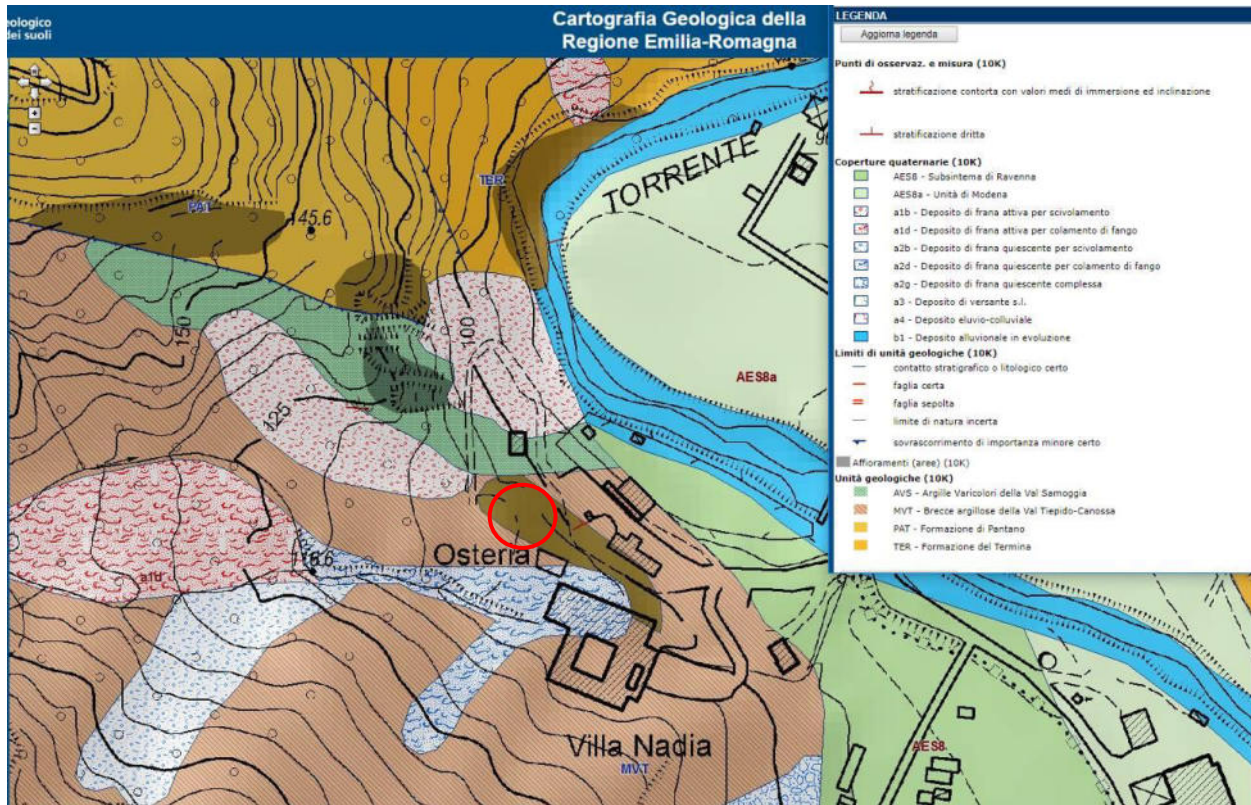 eologico
dei suoli
Cartografia Geologica della
Regione Emilia-Romagna
LEGENDA
Aggiorna legenda
Punti di osservaz. e misura (10K)
stratificazione contorta con valori medi di immersione ed inclinazione
stratificazione dritta
Coperture quaternarie (10K)
AES8 - Subsintema di Ravenna
AES8a - Unità di Modena
a1b - Deposito di frana attiva per scivolamento
a1d - Deposito di frana attiva per colamento di fango
a2b - Deposito di frana quiescente per scivolamento
a2d - Deposito di frana quiescente per colamento di fango
a2g - Deposito di frana quiescente complessa
a3 - Deposito di versante s.l.
a4 - Deposito eluvio-colluviale
b1 - Deposito alluvionale in evoluzione
Limiti di unità geologiche (10K)
contatto stratigrafico o litologico certo
faglia certa
faglia sepolta
limite di natura incerta
sovrascorrimento di importanza minore certo
Affioramenti (aree) (10K)
Unità geologiche (10K)
AVS - Argille Varicolori della Val Samoggia
MVT - Brecce argillose della Val Tiepido-Canossa
PAT - Formazione di Pantano
TER - Formazione del Termina
TORRENTE
TER
PAT
145.6
150
100
AES8a
125
Osteria
a1d
Villa Nadia
MVT
AES8